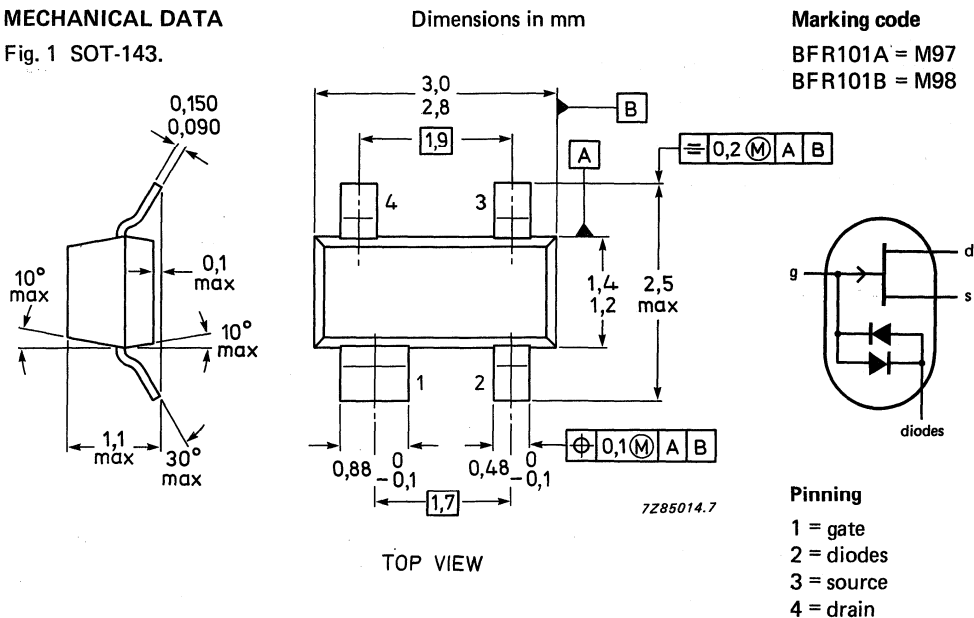 MECHANICAL DATA
Fig. 1 SOT-143.
Dimensions in mm
Marking code
BFR101A = M97
BFR101B = M98
0,150
0,090
10°
max
0,1
max
10°
max
1,1
max
30°
max
3,0
2,8
B
1,9
A
0,2 Ⓜ A B
4
3
1,4
1,2
2,5
max
1
2
0,88 0
-0,1
0,48 0
-0,1
0,1 Ⓜ A B
1,7
7Z85014.7
TOP VIEW
g
d
s
diodes
Pinning
1 = gate
2 = diodes
3 = source
4 = drain